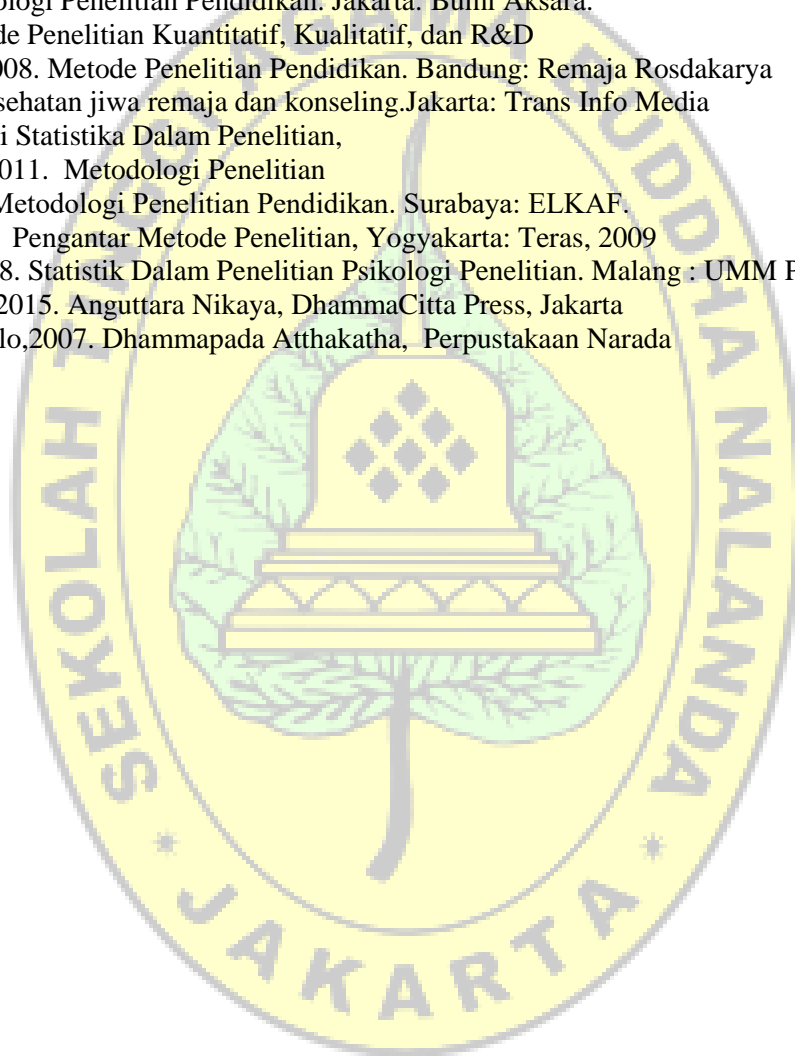 ologi Penelitian Pendidikan. Jakarta: Bumi Aksara.
de Penelitian Kuantitatif, Kualitatif, dan R&D
008. Metode Penelitian Pendidikan. Bandung: Remaja Rosdakarya
sehatan jiwa remaja dan konseling.Jakarta: Trans Info Media
i Statistika Dalam Penelitian,
011. Metodologi Penelitian
Metodologi Penelitian Pendidikan. Surabaya: ELKAF.
Pengantar Metode Penelitian, Yogyakarta: Teras, 2009
8. Statistik Dalam Penelitian Psikologi Penelitian. Malang : UMM P
2015. Anguttara Nikaya, DhammaCitta Press, Jakarta
lo,2007. Dhammapada Atthakatha, Perpustakaan Narada
SEKOLAH TINGGI AGAMA BUDDHA NALANDA
* JAKARTA *